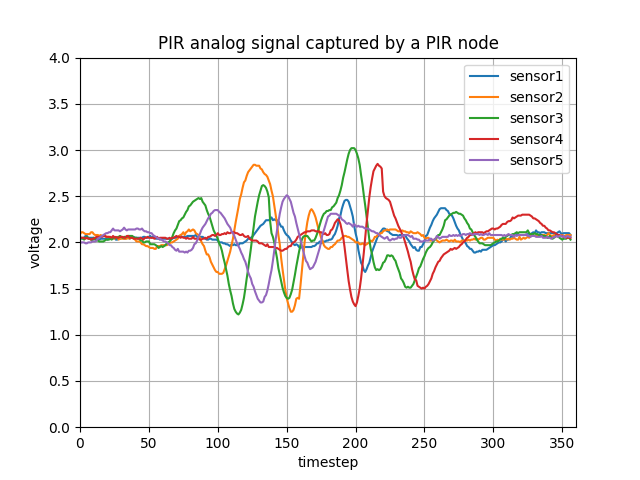 PIR analog signal captured by a PIR node
4.0
3.5
3.0
2.5
2.0
1.5
1.0
0.5
0.0
voltage
sensor1
sensor2
sensor3
sensor4
sensor5
0 50 100 150 200 250 300 350
timestep